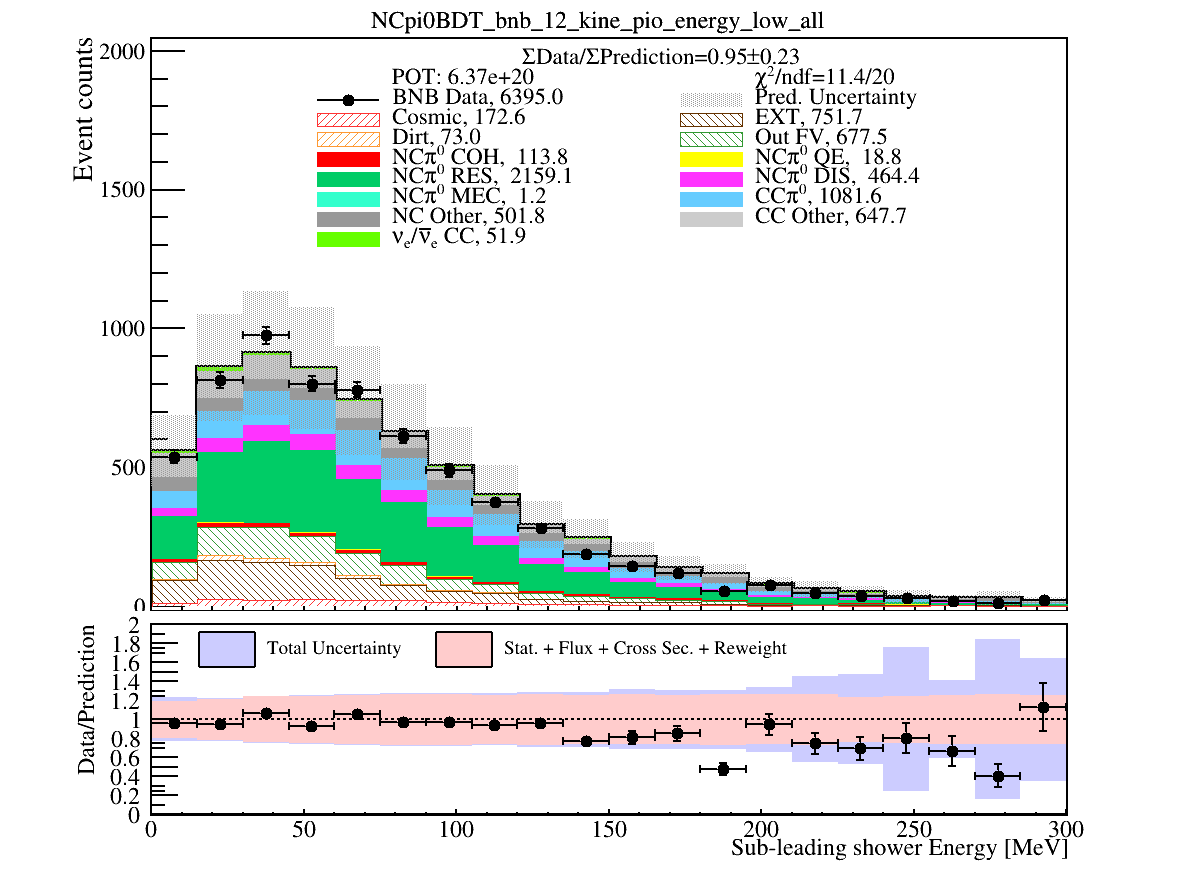 NCpi0BDT_bnb_12_kine_pio_energy_low_all
ΣData/ΣPrediction=0.95±0.23
POT: 6.37e+20
χ²/ndf=11.4/20
BNB Data, 6395.0
Pred. Uncertainty
Cosmic, 172.6
EXT, 751.7
Dirt, 73.0
Out FV, 677.5
NCπ⁰ COH, 113.8
NCπ⁰ QE, 18.8
NCπ⁰ RES, 2159.1
NCπ⁰ DIS, 464.4
NCπ⁰ MEC, 1.2
CCπ⁰, 1081.6
NC Other, 501.8
CC Other, 647.7
νₑ/ν̅ₑ CC, 51.9
Event counts
2000
1500
1000
500
0
Data/Prediction
2
1.8
1.6
1.4
1.2
1
0.8
0.6
0.4
0.2
0
Total Uncertainty
Stat. + Flux + Cross Sec. + Reweight
0 50 100 150 200 250 300
Sub-leading shower Energy [MeV]